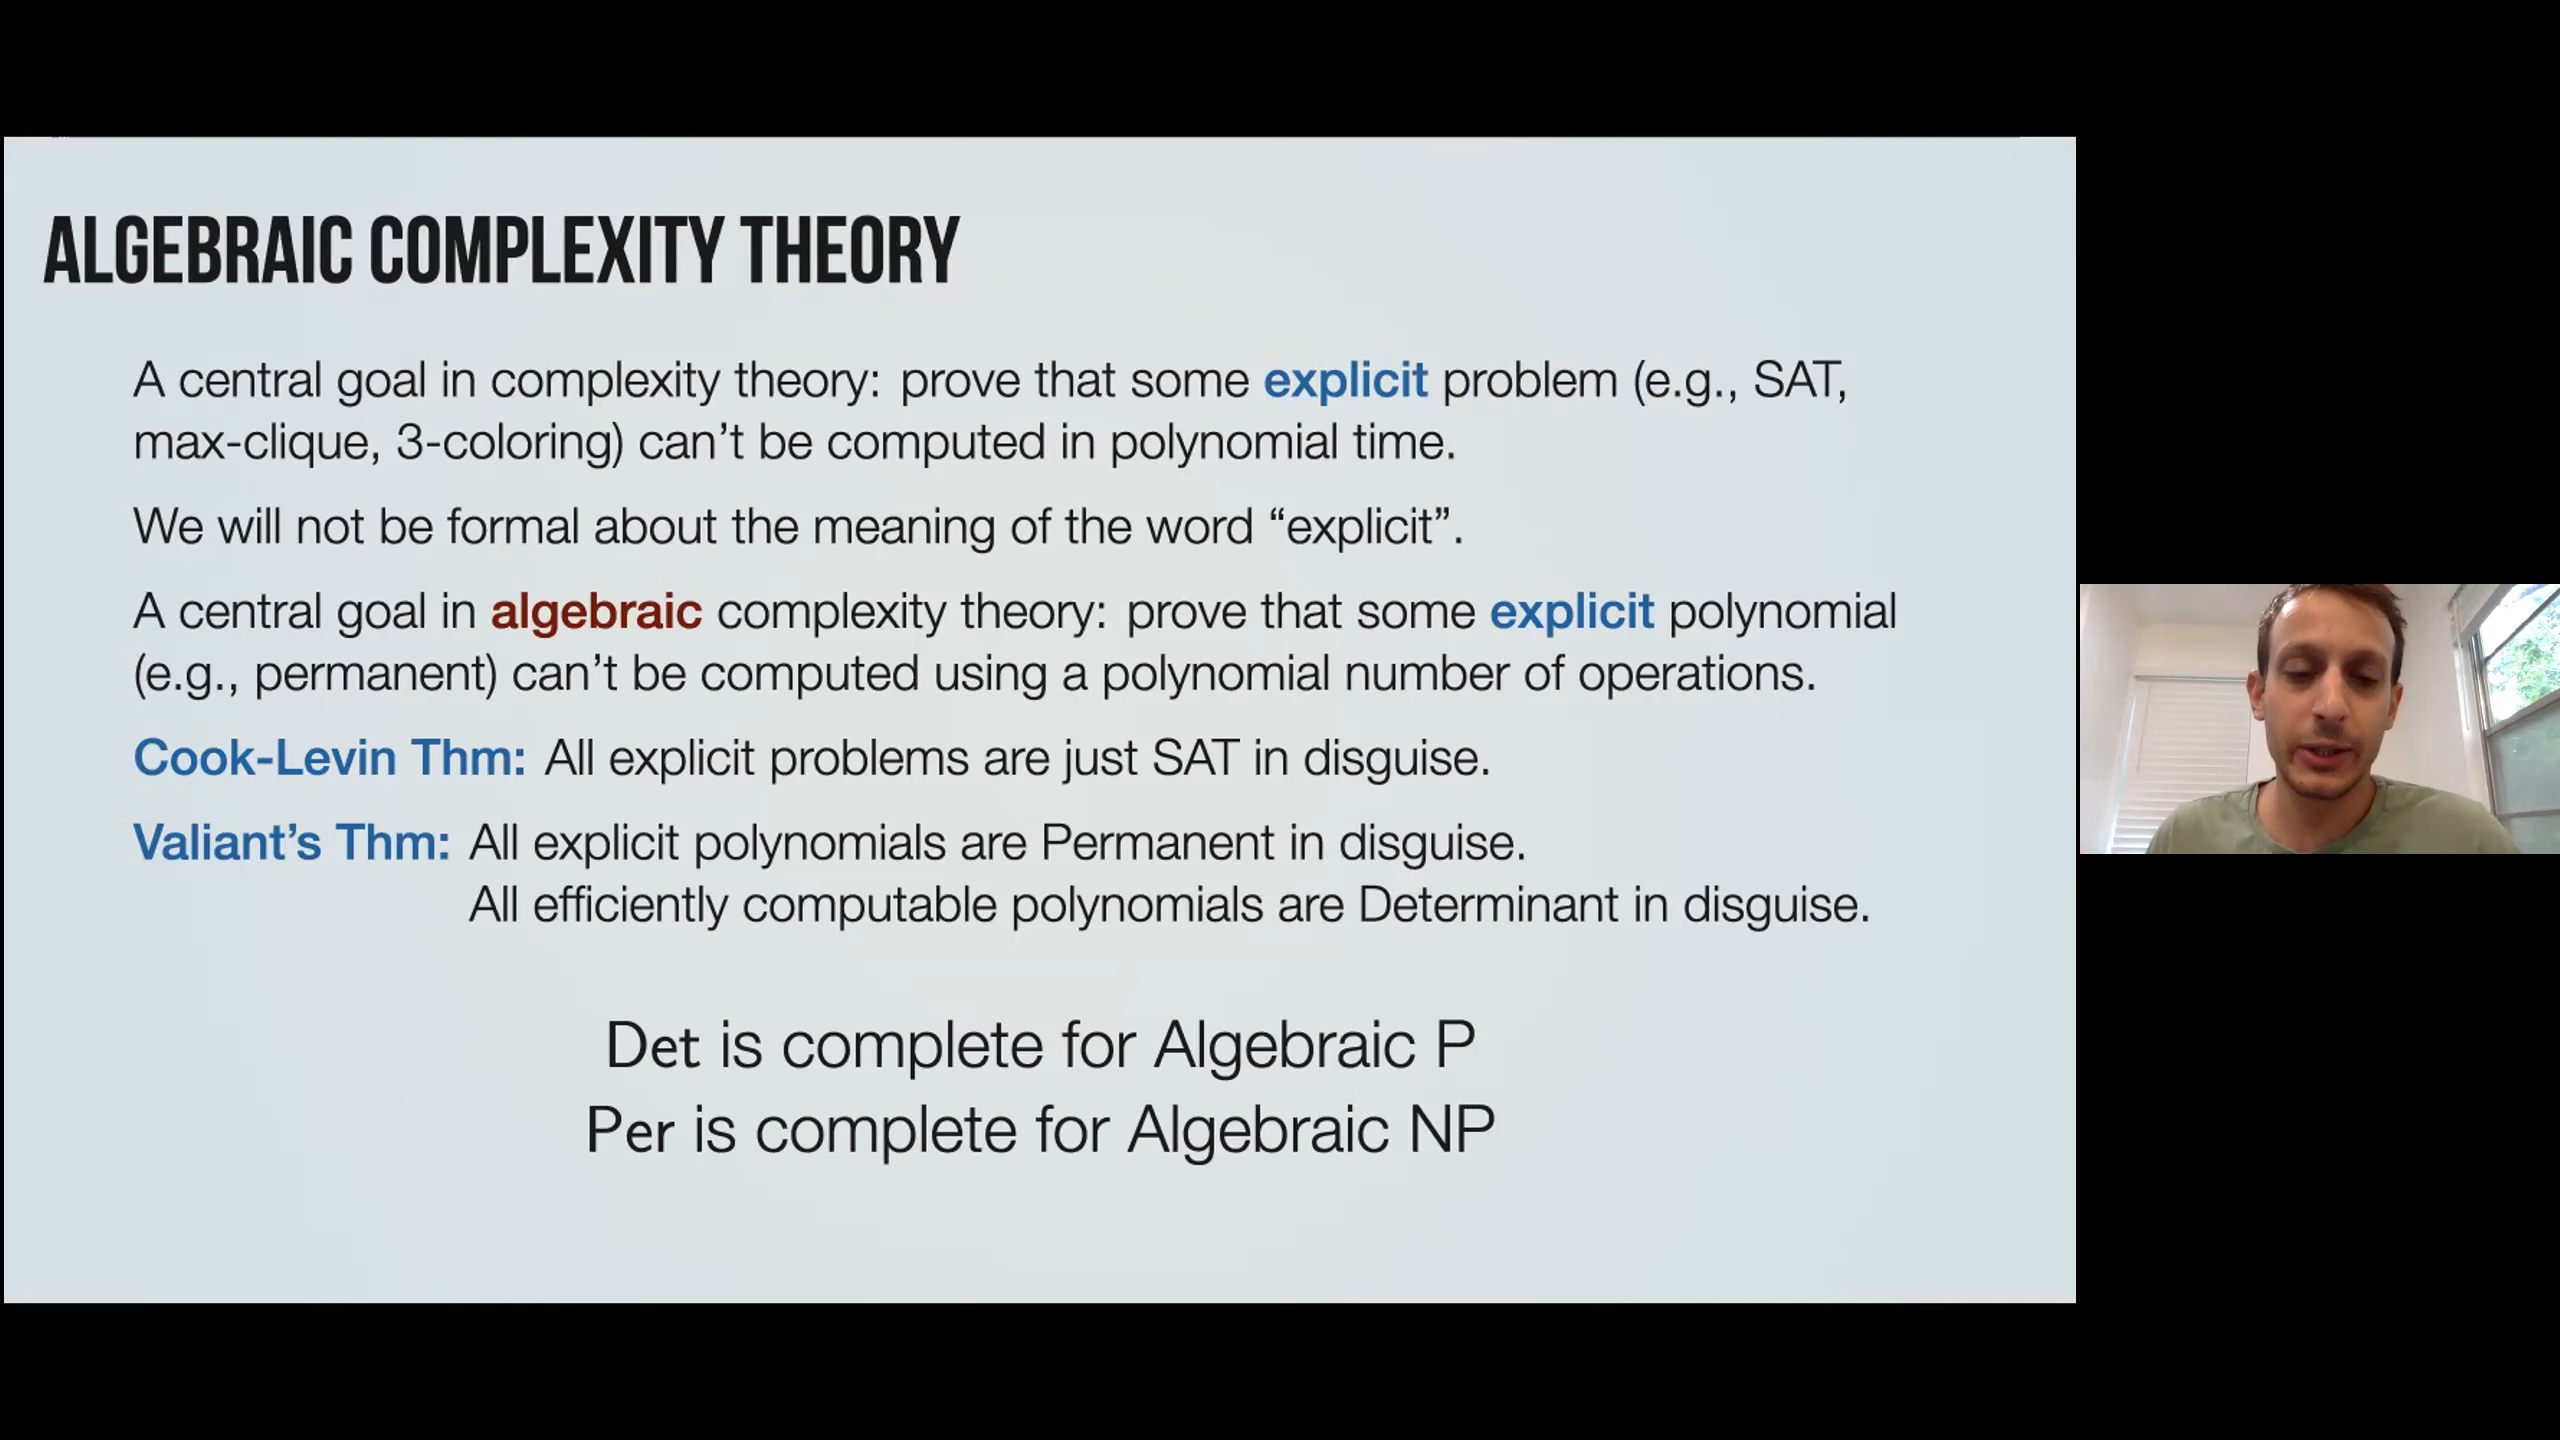 ALGEBRAIC COMPLEXITY THEORY
A central goal in complexity theory: prove that some explicit problem (e.g., SAT,
max-clique, 3-coloring) can’t be computed in polynomial time.
We will not be formal about the meaning of the word “explicit”.
A central goal in algebraic complexity theory: prove that some explicit polynomial
(e.g., permanent) can’t be computed using a polynomial number of operations.
Cook-Levin Thm: All explicit problems are just SAT in disguise.
Valiant’s Thm: All explicit polynomials are Permanent in disguise.
All efficiently computable polynomials are Determinant in disguise.
Det is complete for Algebraic P
Per is complete for Algebraic NP